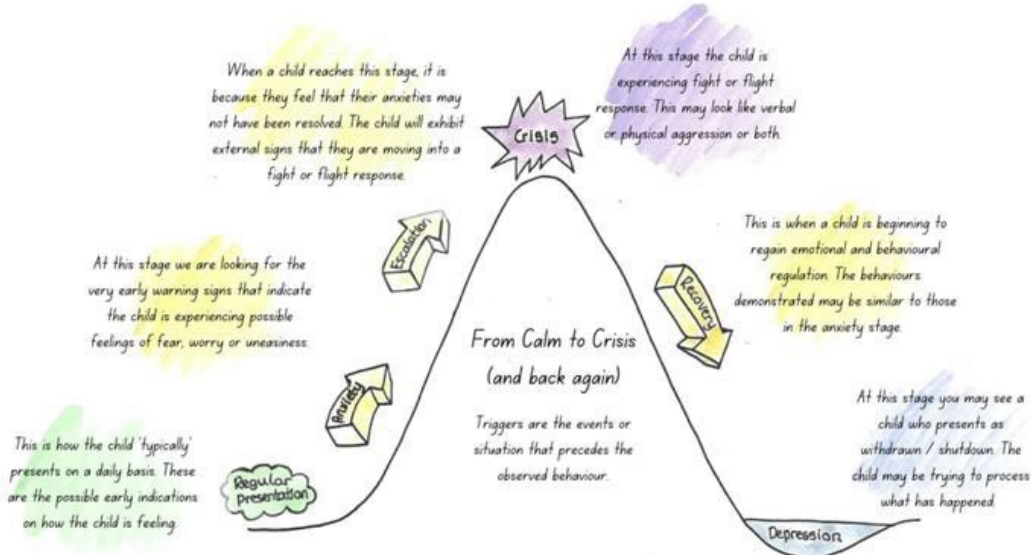 When a child reaches this stage, it is
because they feel that their anxieties may
not have been resolved. The child will exhibit
external signs that they are moving into a
fight or flight response.
Crisis
At this stage the child is
experiencing fight or flight
response. This may look like verbal
or physical aggression or both.
Escalation
At this stage we are looking for the
very early warning signs that indicate
the child is experiencing possible
feelings of fear, worry or uneasiness.
Recovery
This is when a child is beginning to
regain emotional and behavioural
regulation. The behaviours
demonstrated may be similar to those
in the anxiety stage.
Anxiety
From Calm to Crisis
(and back again)
Triggers are the events or
situation that precedes the
observed behaviour.
This is how the child 'typically'
presents on a daily basis. These
are the possible early indications
on how the child is feeling.
Regular
Presentation
At this stage you may see a
child who presents as
withdrawn / shutdown. The
child may be trying to process
what has happened.
Depression